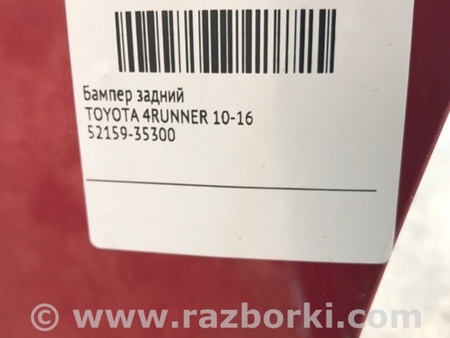 Бампер задний
TOYOTA 4RUNNER 10-16
52159-35300
© www.razborki.com